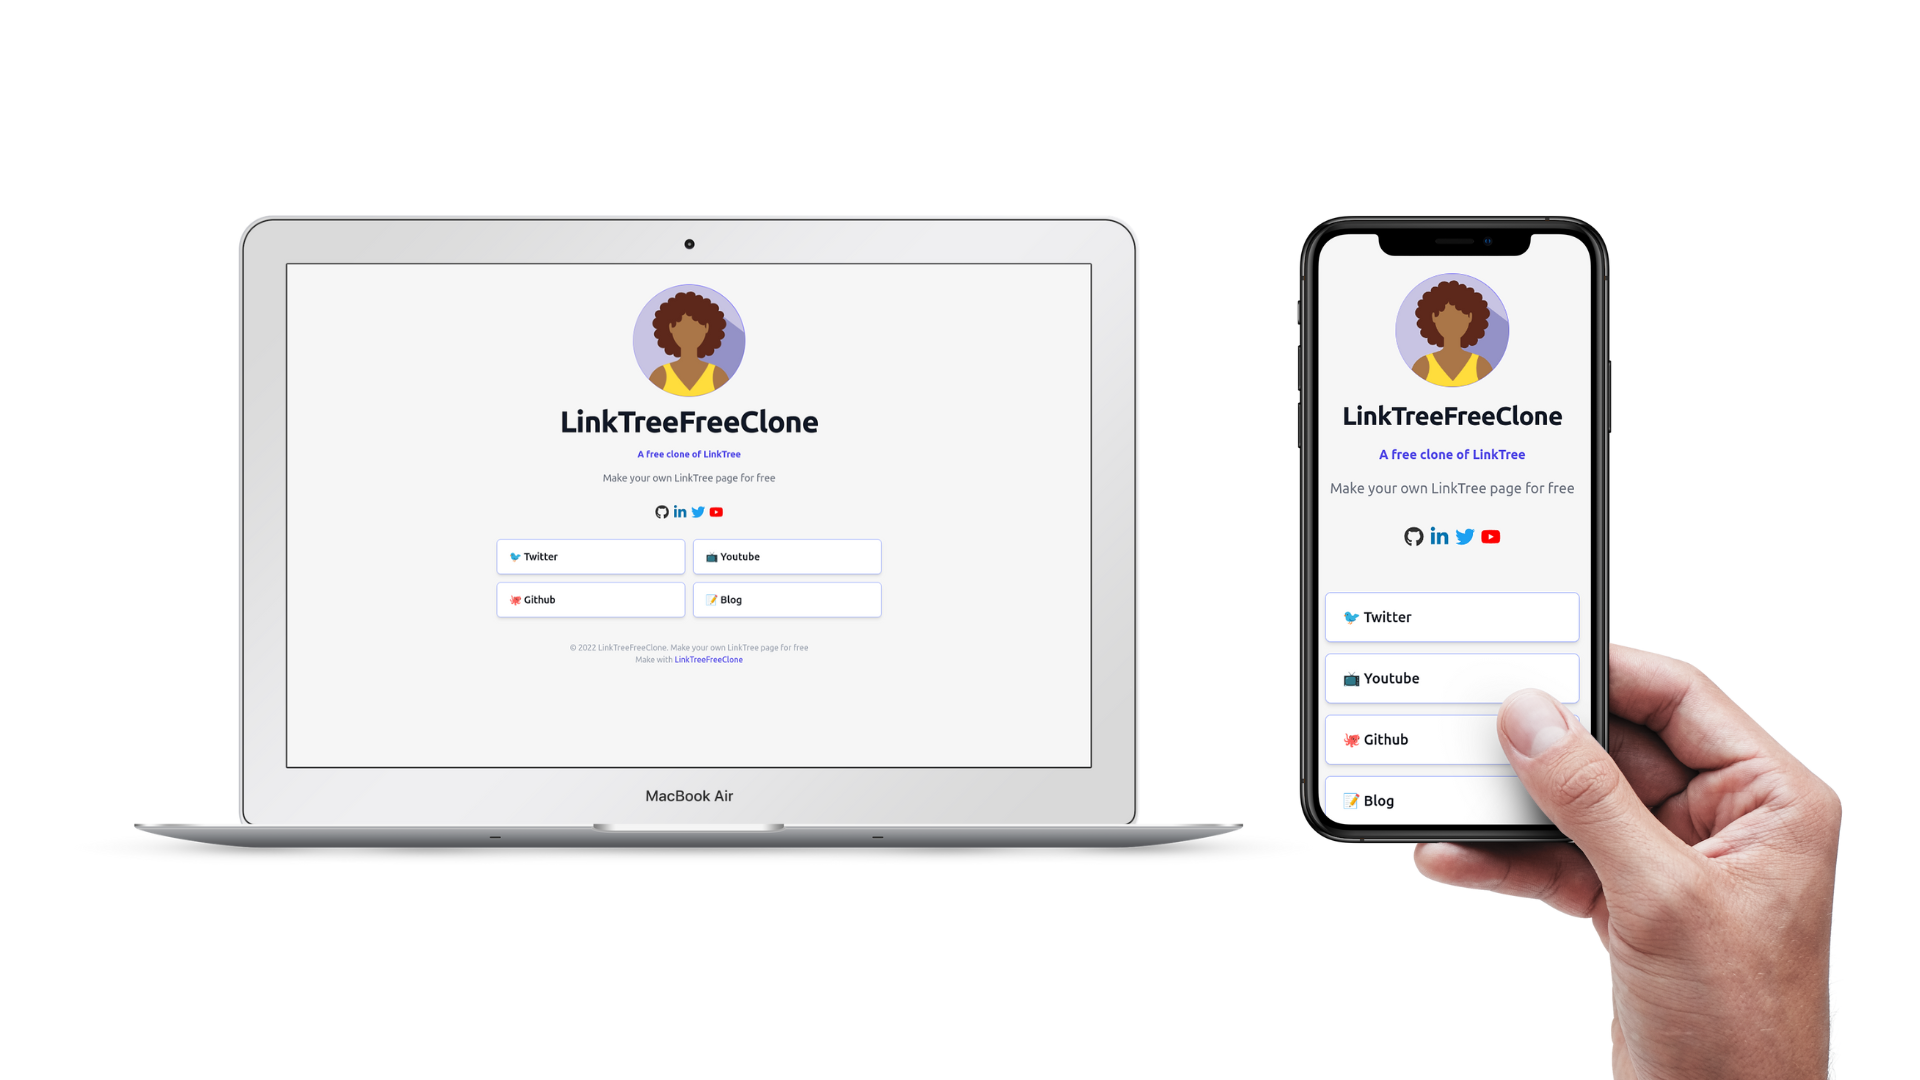 LinkTreeFreeClone
A free clone of LinkTree
Make your own LinkTree page for free
in
🐦 Twitter
📺 Youtube
🐙 Github
📝 Blog
© 2022 LinkTreeFreeClone. Make your own LinkTree page for free
Make with LinkTreeFreeClone
MacBook Air
LinkTreeFreeClone
A free clone of LinkTree
Make your own LinkTree page for free
in
🐦 Twitter
📺 Youtube
🐙 Github
📝 Blog